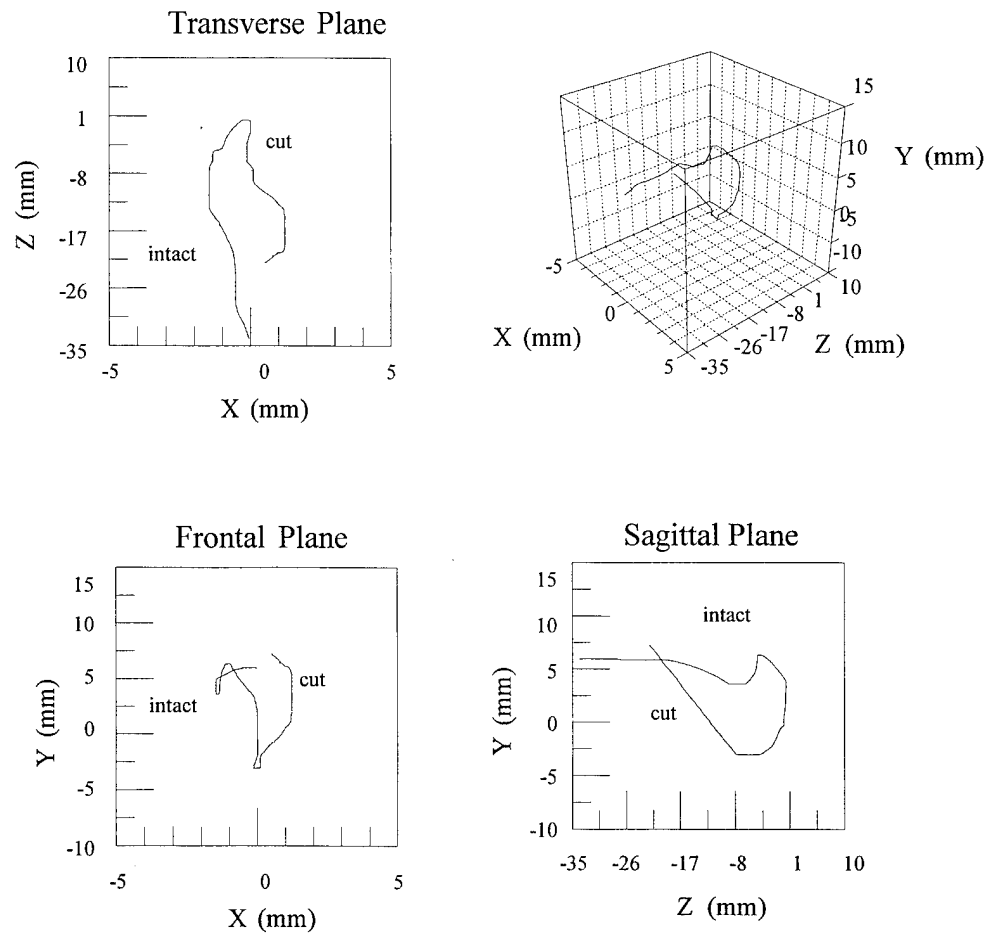 Transverse Plane
10
1
-8
-17
-26
-35
Z (mm)
cut
intact
-5
0
5
X (mm)
15
10
5
0
-5
-10
Y (mm)
-5
0
5
X (mm)
10
1
-8
-17
-26
-35
Z (mm)
Frontal Plane
15
10
5
0
-5
-10
Y (mm)
intact
cut
-5
0
5
X (mm)
Sagittal Plane
15
10
5
0
-5
-10
Y (mm)
intact
cut
-35 -26 -17 -8 1 10
Z (mm)